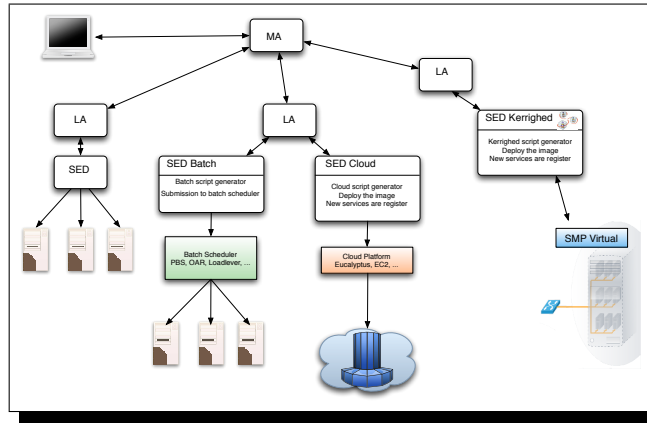 MA
LA
LA
LA
SED
SED Batch
Batch script generator
Submission to batch scheduler
SED Cloud
Cloud script generator
Deploy the image
New services are register
SED Kerrighed
Kerrighed script generator
Deploy the image
New services are register
Batch Scheduler
PBS, OAR, Loadlever, ...
Cloud Platform
Eucalyptus, EC2, ...
SMP Virtual